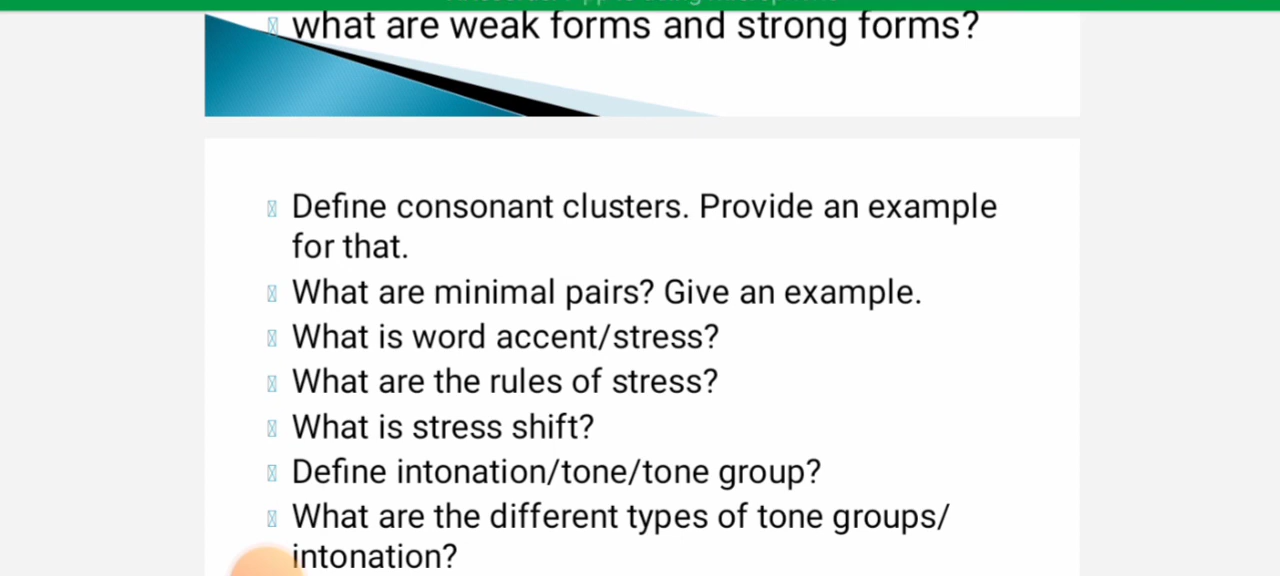 what are weak forms and strong forms?
Define consonant clusters. Provide an example
for that.
What are minimal pairs? Give an example.
What is word accent/stress?
What are the rules of stress?
What is stress shift?
Define intonation/tone/tone group?
What are the different types of tone groups/
intonation?